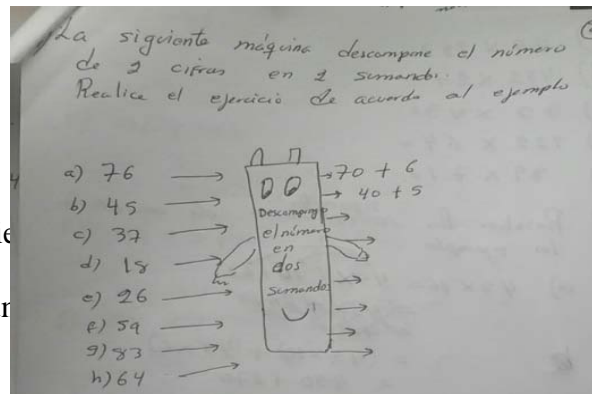 La siguiente máquina descompone el número
de 2 cifras en 2 sumandos.
Realice el ejercicio de acuerdo al ejemplo
a) 76
b) 45
c) 37
d) 18
e) 26
f) 59
g) 83
h) 64
Descompongo
el número
en
dos
sumandos
70 + 6
40 + 5